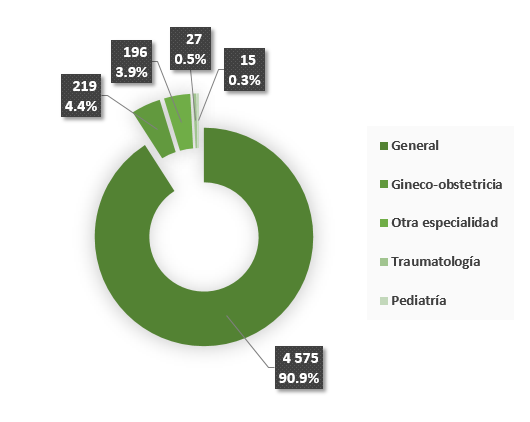 27
0.5%
196
3.9%
15
0.3%
219
4.4%
General
Gineco-obstetricia
Otra especialidad
Traumatología
Pediatría
4 575
90.9%